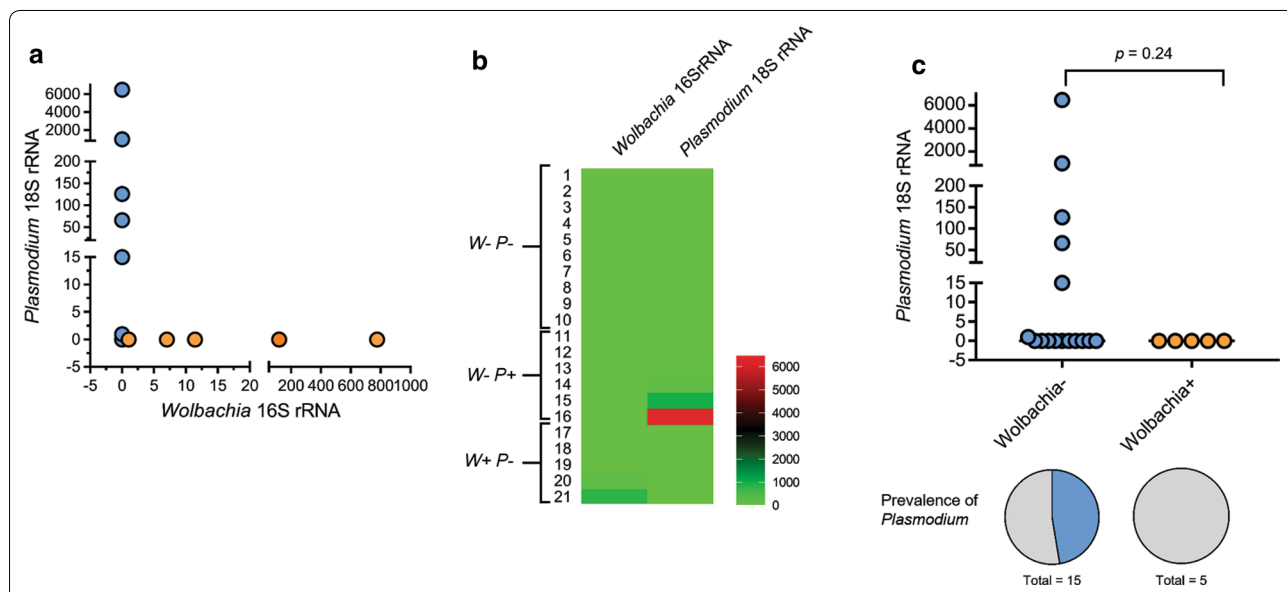 a
Plasmodium 18S rRNA
6000
4000
2000
200
150
100
50
15
10
5
0
-5
-5 0 5 10 15 20 200 400 600 800 1000
Wolbachia 16S rRNA
b
Wolbachia 16SrRNA
Plasmodium 18S rRNA
W- P-
W- P+
W+ P-
1
2
3
4
5
6
7
8
9
10
11
12
13
14
15
16
17
18
19
20
21
6000
5000
4000
3000
2000
1000
0
c
p = 0.24
Plasmodium 18S rRNA
6000
4000
2000
200
150
100
50
15
10
5
0
-5
Wolbachia-
Wolbachia+
Prevalence of
Plasmodium
Total = 15
Total = 5